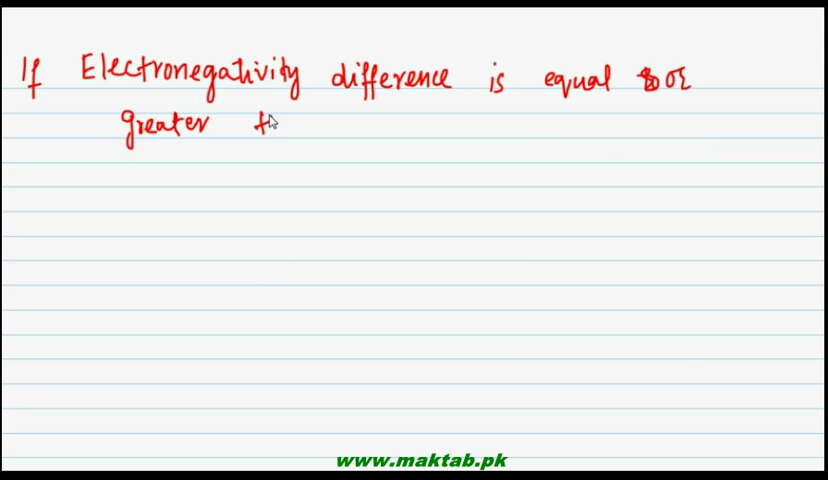 If Electronegativity difference is equal or
greater t
www.maktab.pk